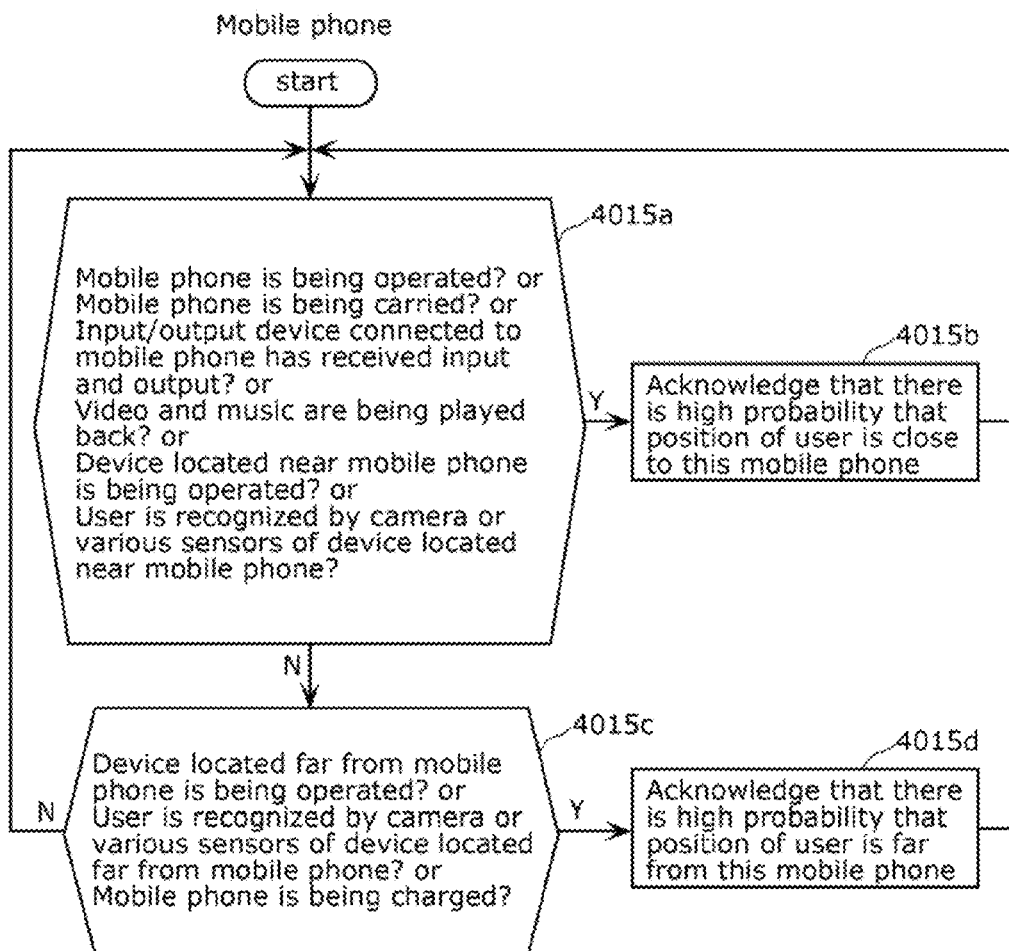 Mobile phone
start
4015a
Mobile phone is being operated? or
Mobile phone is being carried? or
Input/output device connected to
mobile phone has received input
and output? or
Video and music are being played
back? or
Device located near mobile phone
is being operated? or
User is recognized by camera or
various sensors of device located
near mobile phone?
Y
4015b
Acknowledge that there
is high probability that
position of user is close
to this mobile phone
N
4015c
Device located far from mobile
phone is being operated? or
User is recognized by camera or
various sensors of device located
far from mobile phone? or
Mobile phone is being charged?
N
Y
4015d
Acknowledge that there
is high probability that
position of user is far
from this mobile phone